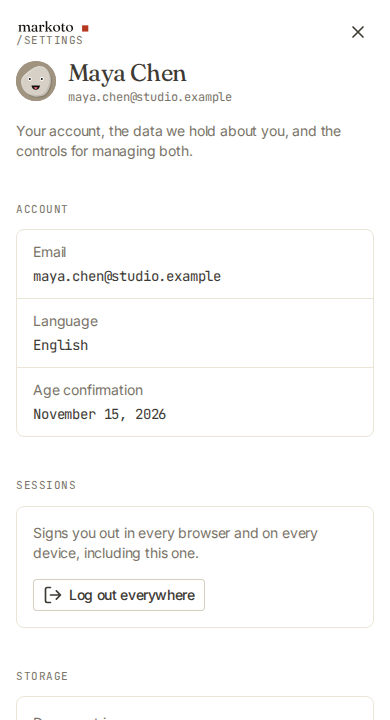 markoto
/SETTINGS
Maya Chen
maya.chen@studio.example
Your account, the data we hold about you, and the
controls for managing both.
ACCOUNT
Email
maya.chen@studio.example
Language
English
Age confirmation
November 15, 2026
SESSIONS
Signs you out in every browser and on every
device, including this one.
Log out everywhere
STORAGE